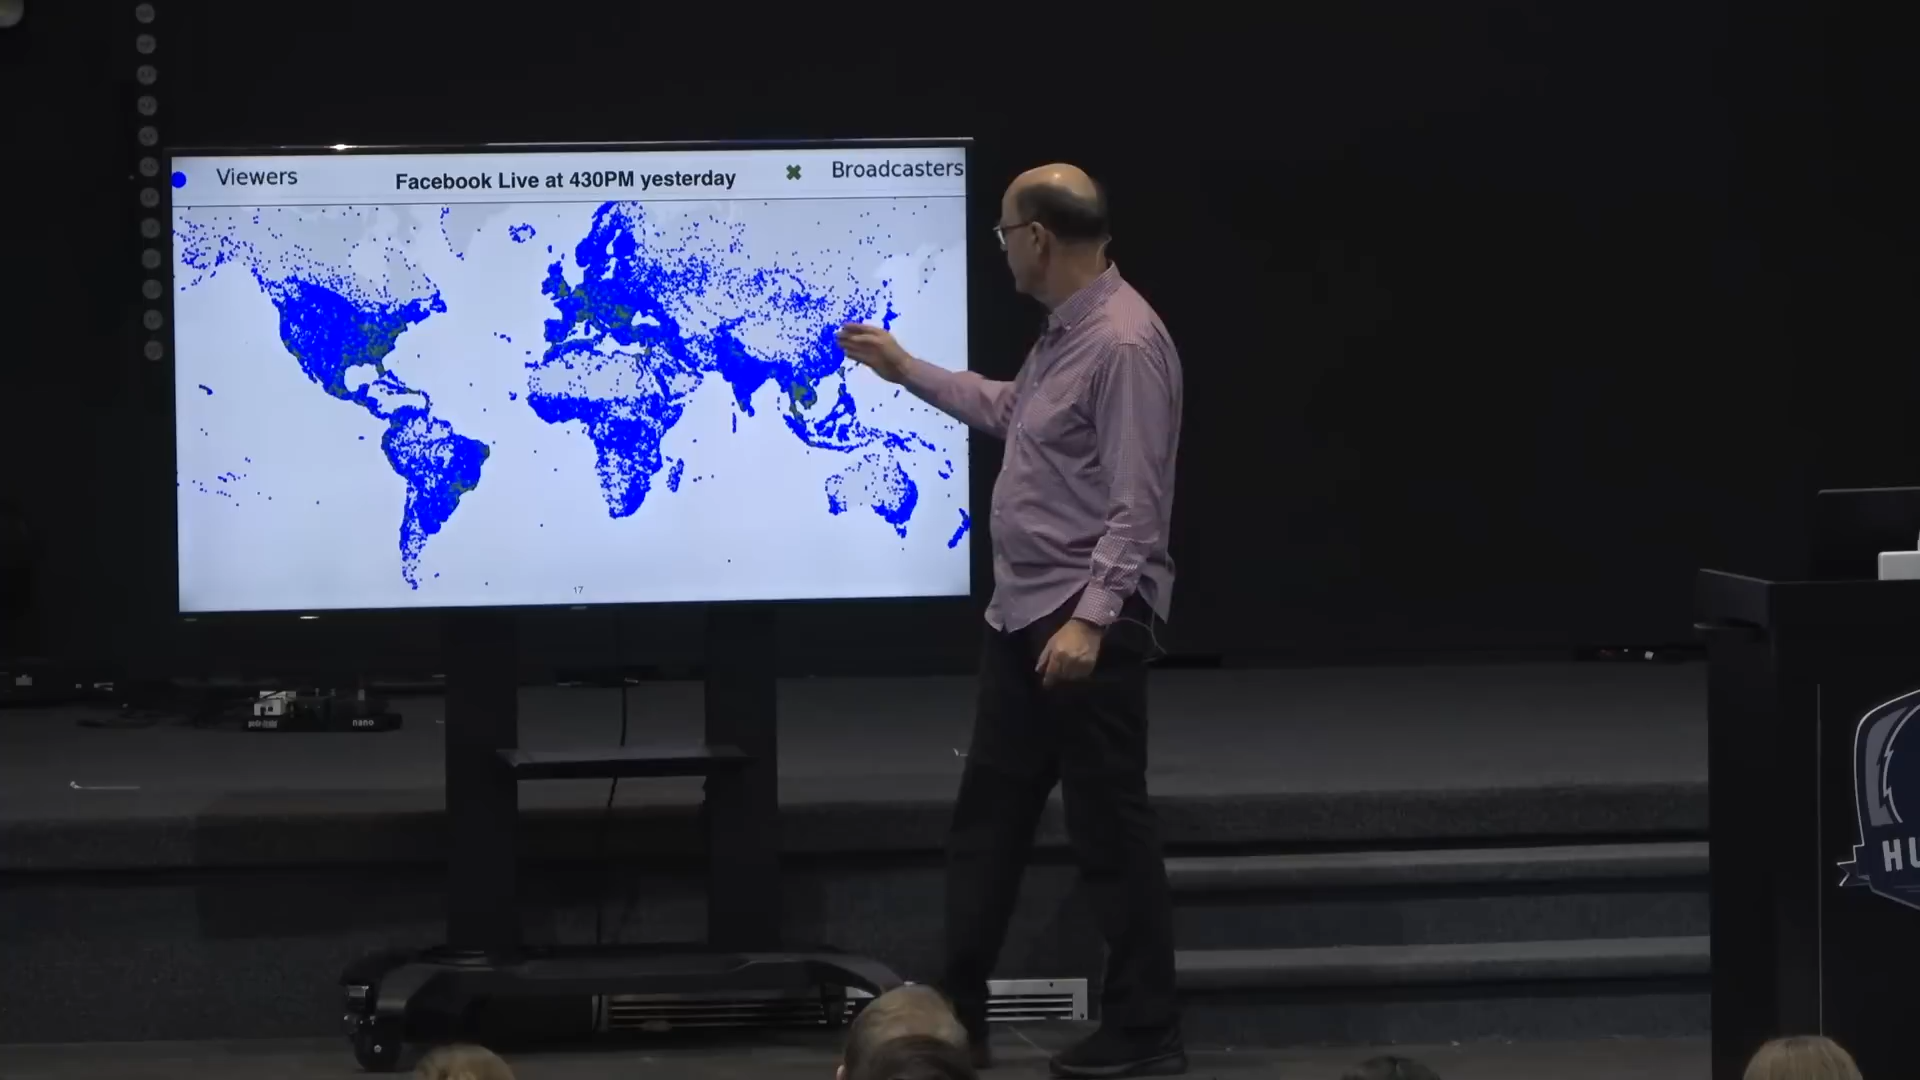 Viewers
Facebook Live at 430PM yesterday
Broadcasters
17
nano
HU